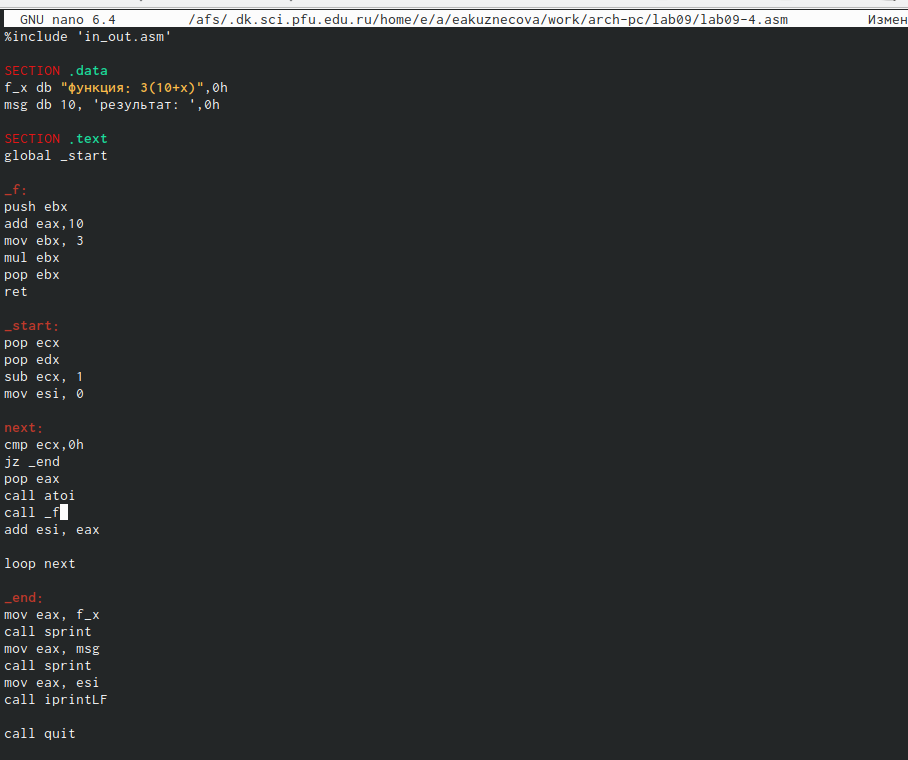 GNU nano 6.4 /afs/.dk.sci.pfu.edu.ru/home/e/a/eakuznecova/work/arch-pc/lab09/lab09-4.asm Измен
%include 'in_out.asm'
SECTION .data
f_x db "функция: 3(10+x)",0h
msg db 10, 'результат: ',0h
SECTION .text
global _start
_f:
push ebx
add eax,10
mov ebx, 3
mul ebx
pop ebx
ret
_start:
pop ecx
pop edx
sub ecx, 1
mov esi, 0
next:
cmp ecx,0h
jz _end
pop eax
call atoi
call _f
add esi, eax
loop next
_end:
mov eax, f_x
call sprint
mov eax, msg
call sprint
mov eax, esi
call iprintLF
call quit